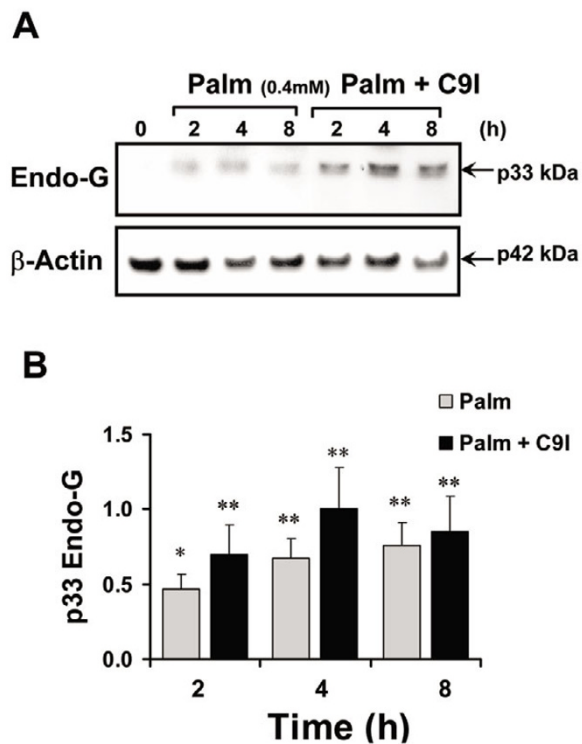 A
Palm (0.4mM) Palm + C9I
0 2 4 8 2 4 8 (h)
Endo-G
p33 kDa
β-Actin
p42 kDa
B
Palm
Palm + C9I
p33 Endo-G
1.5
1.0
0.5
0.0
* ** ** ** ** **
2 4 8
Time (h)